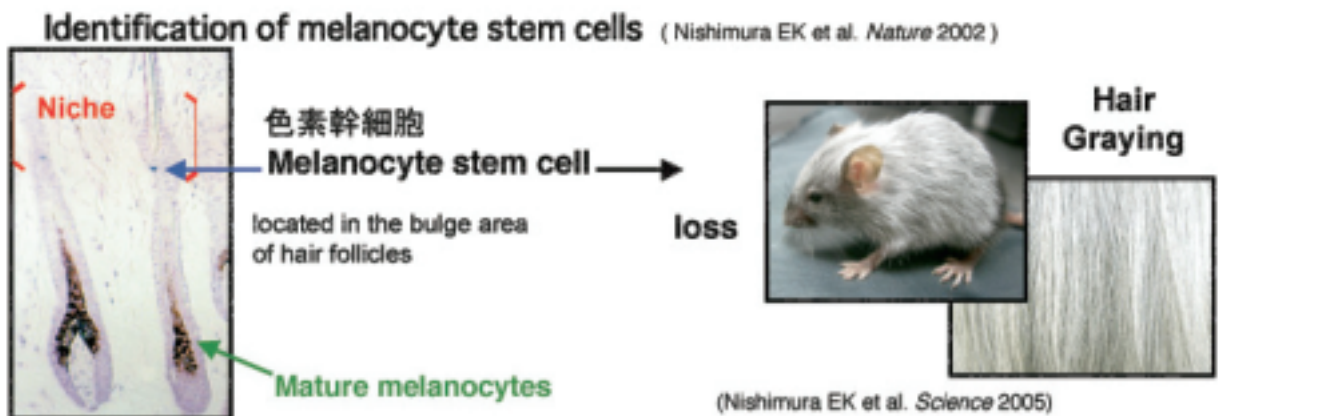 Identification of melanocyte stem cells ( Nishimura EK et al. Nature 2002 )
Niche
色素幹細胞
Melanocyte stem cell
located in the bulge area
of hair follicles
Mature melanocytes
loss
Hair
Graying
(Nishimura EK et al. Science 2005)